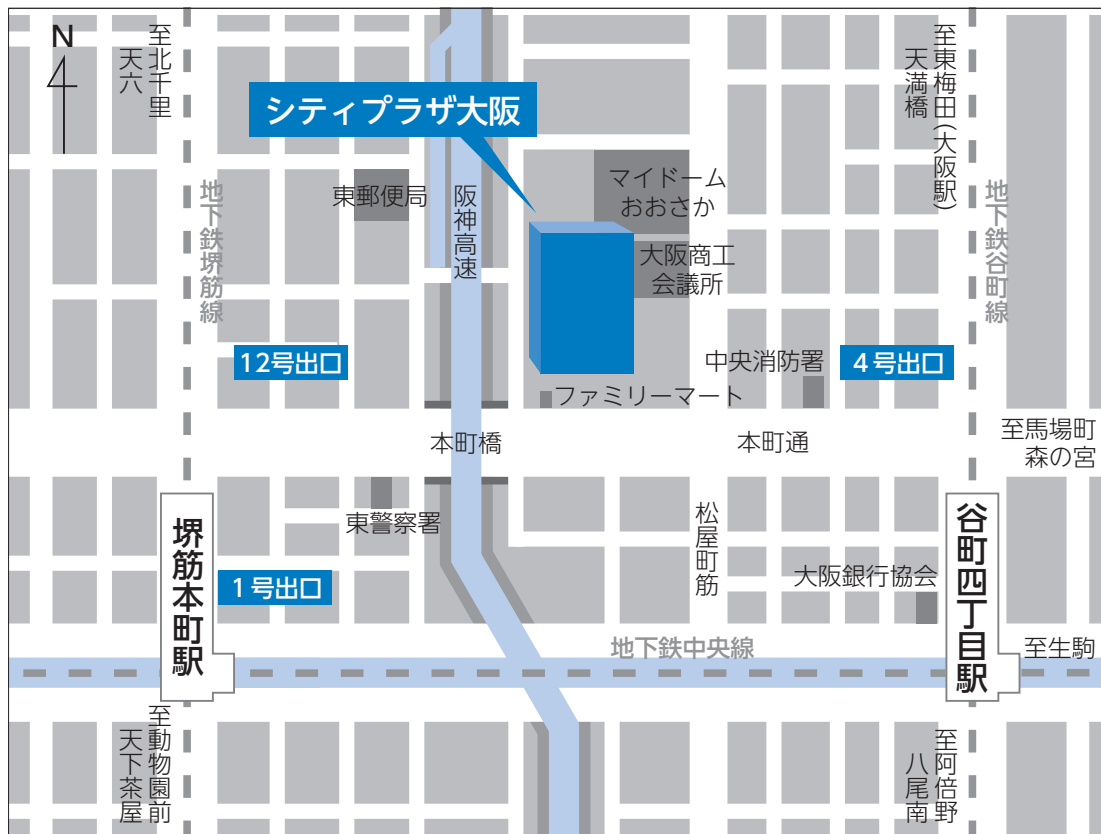 N
至北千里
天六
シティプラザ大阪
至東梅田(大阪駅)
天満橋
地下鉄堺筋線
東郵便局
阪神高速
マイドーム
おおさか
大阪商工
会議所
地下鉄谷町線
12号出口
中央消防署
4号出口
ファミリーマート
本町橋
本町通
至馬場町
森の宮
東警察署
松屋町筋
堺筋本町駅
1号出口
大阪銀行協会
谷町四丁目駅
地下鉄中央線
至生駒
至動物園前
天下茶屋
至阿倍野
八尾南